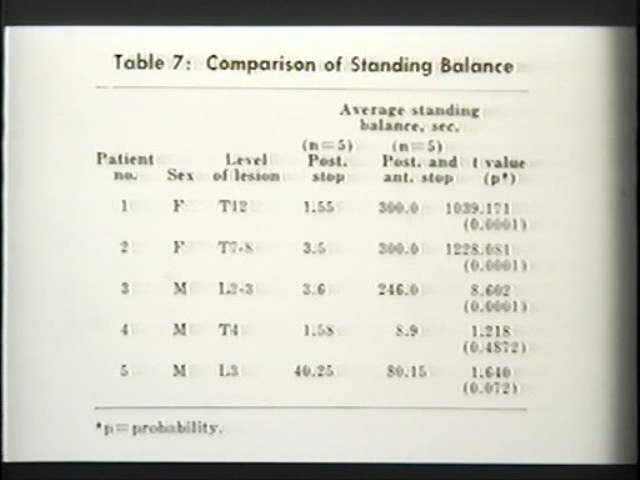 Table 7: Comparison of Standing Balance
Average standing
balance, sec.
(n=5) (n=5)
Patient Level Post. Post. and t value
no. Sex of lesion stop ant. stop (p*)
1 F T12 1.55 300.0 1039.171
(0.0001)
2 F T7-8 3.5 300.0 1228.081
(0.0001)
3 M L2-3 3.6 246.0 8.602
(0.0001)
4 M T4 1.58 8.9 1.218
(0.4872)
5 M L3 40.25 80.15 1.640
(0.072)
*p=probability.